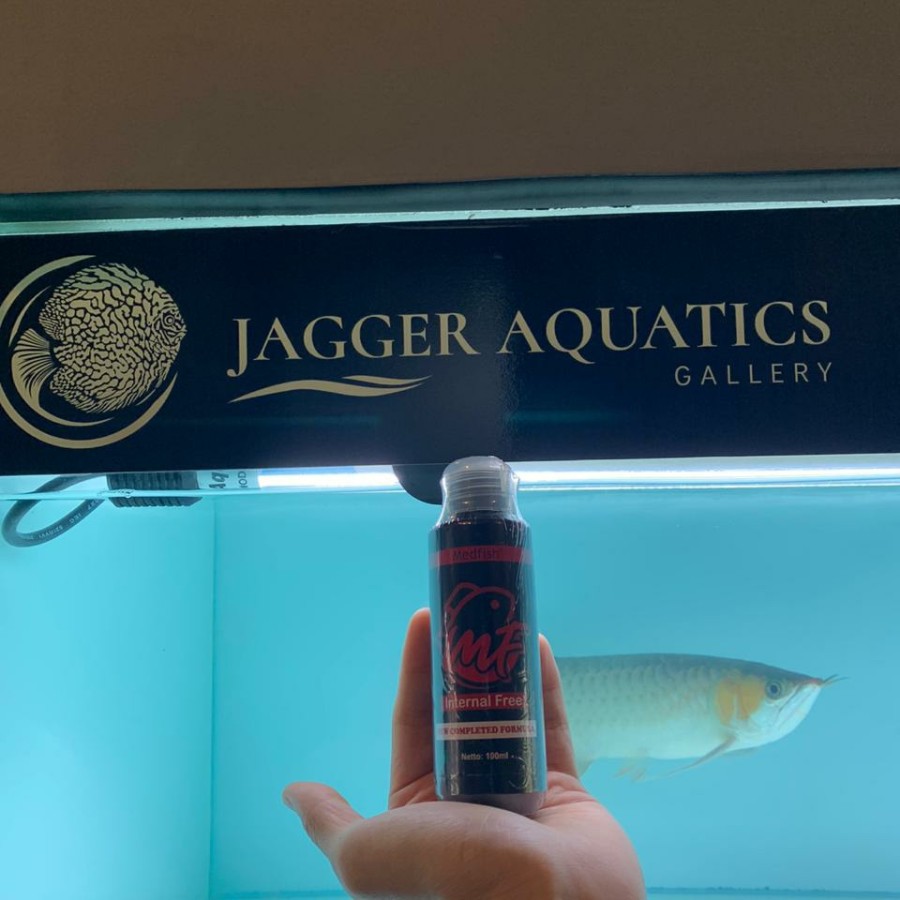 JAGGER AQUATICS
GALLERY
Medfish
MF
Internal Free
COMPLETED FORMULA
Netto: 100ml